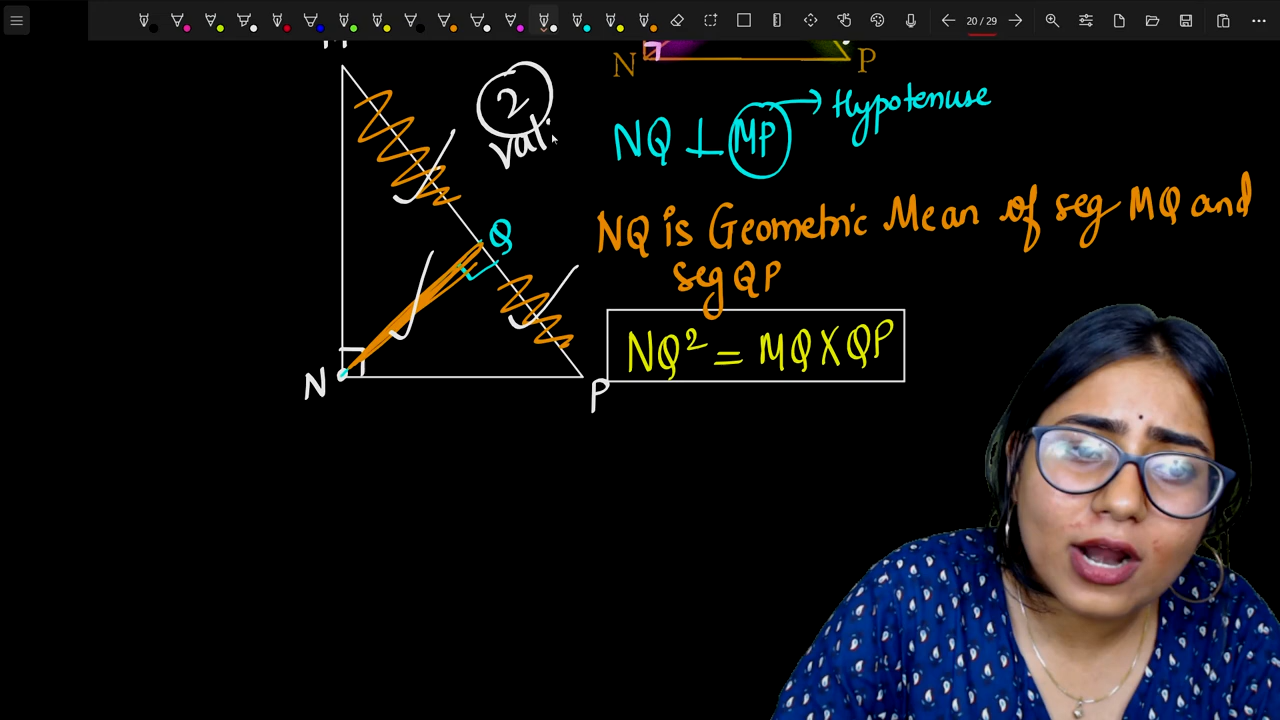 20 / 29
M
N P
2
val
NQ ⊥ MP → Hypotenuse
NQ is Geometric Mean of seg MQ and
seg QP
Q
NQ² = MQ X QP
N
P